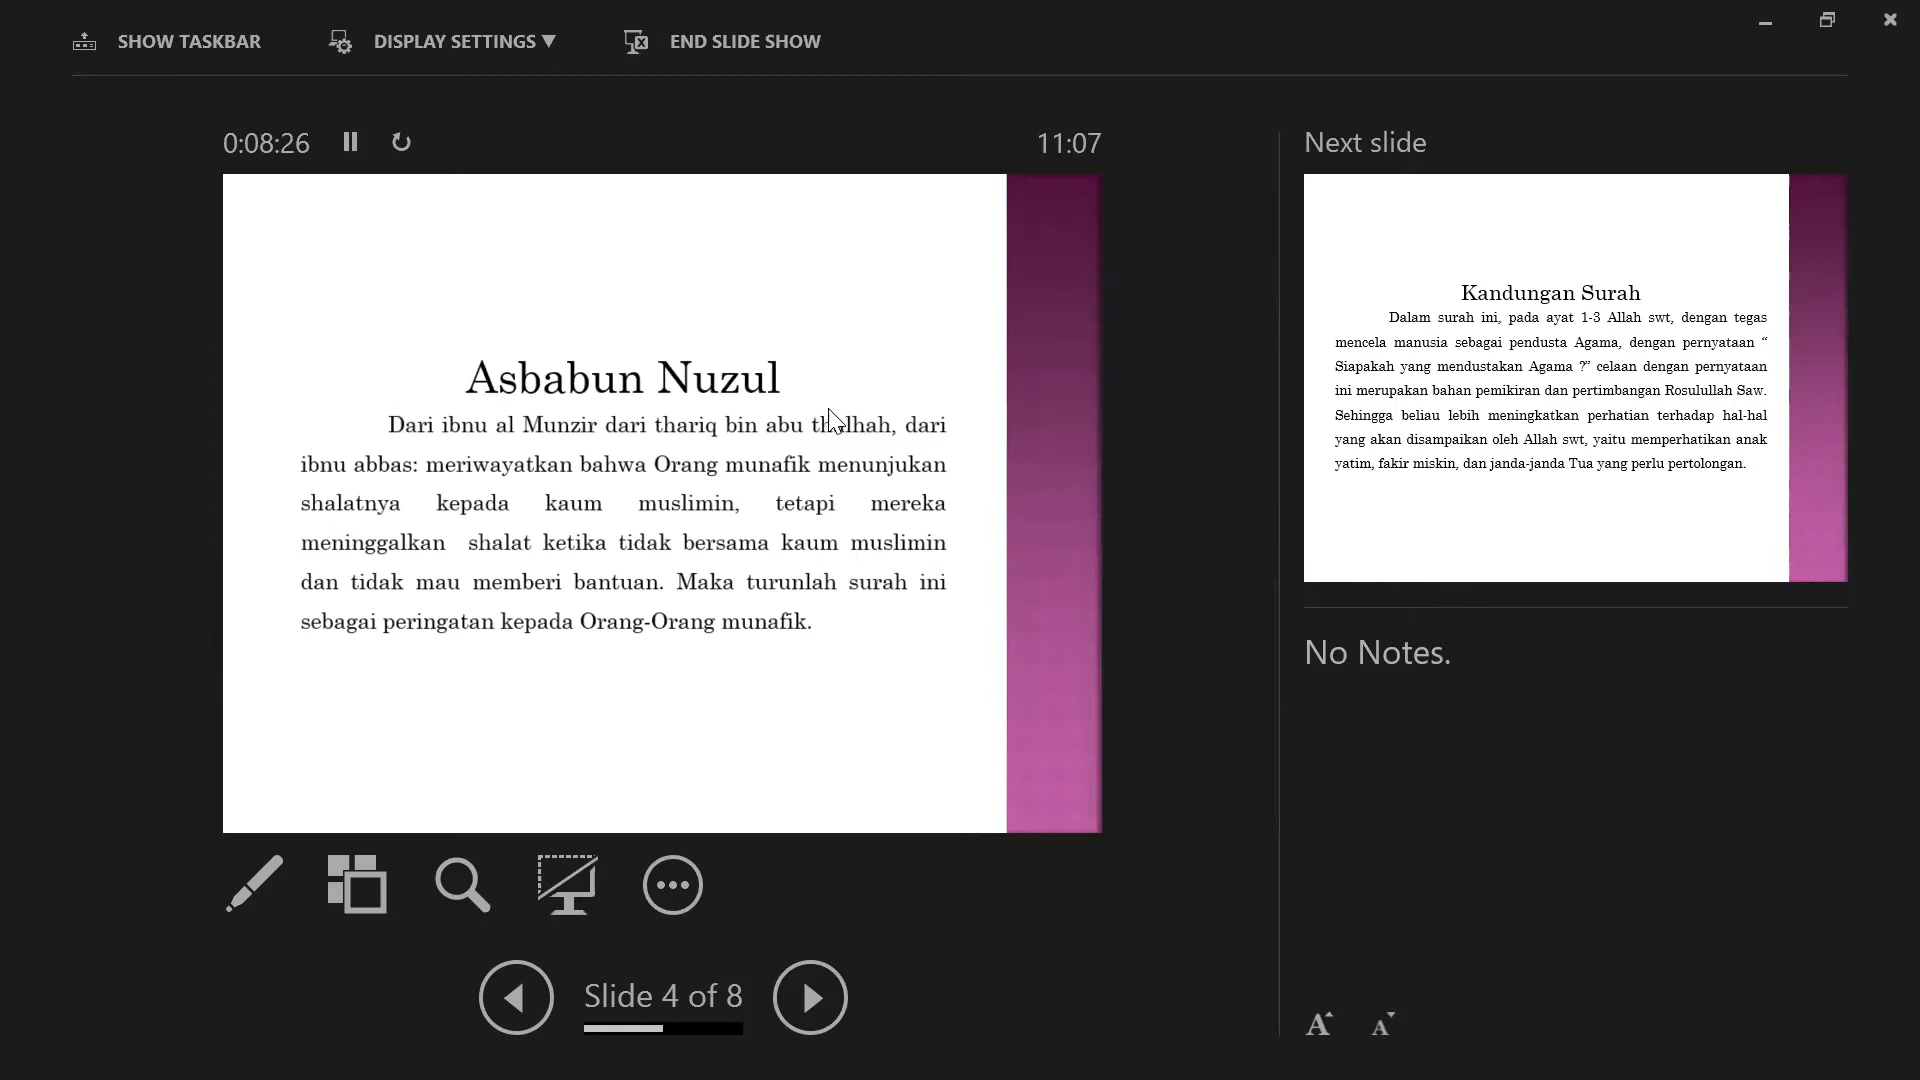 SHOW TASKBAR
DISPLAY SETTINGS
END SLIDE SHOW
0:08:26
11:07
Asbabun Nuzul
Dari ibnu al Munzir dari thariq bin abu thalhah, dari
ibnu abbas: meriwayatkan bahwa Orang munafik menunjukan
shalatnya kepada kaum muslimin, tetapi mereka
meninggalkan shalat ketika tidak bersama kaum muslimin
dan tidak mau memberi bantuan. Maka turunlah surah ini
sebagai peringatan kepada Orang-Orang munafik.
Slide 4 of 8
Next slide
Kandungan Surah
Dalam surah ini, pada ayat 1-3 Allah swt, dengan tegas
mencela manusia sebagai pendusta Agama, dengan pernyataan “
Siapakah yang mendustakan Agama ?” celaan dengan pernyataan
ini merupakan bahan pemikiran dan pertimbangan Rosulullah Saw.
Sehingga beliau lebih meningkatkan perhatian terhadap hal-hal
yang akan disampaikan oleh Allah swt, yaitu memperhatikan anak
yatim, fakir miskin, dan janda-janda Tua yang perlu pertolongan.
No Notes.
A A